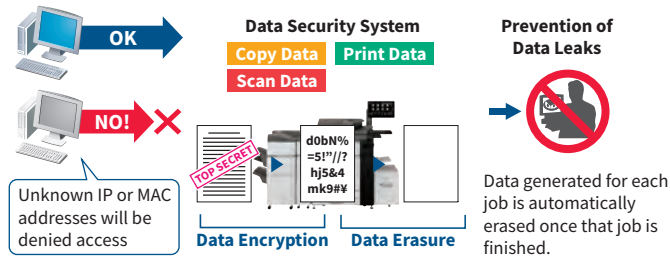 OK
NO!
Unknown IP or MAC
addresses will be
denied access
Data Security System
Copy Data
Print Data
Scan Data
TOP SECRET
d0bN%
=5!"//?
hj5&4
mk9#¥
Data Encryption
Data Erasure
Prevention of
Data Leaks
Data generated for each
job is automatically
erased once that job is
finished.